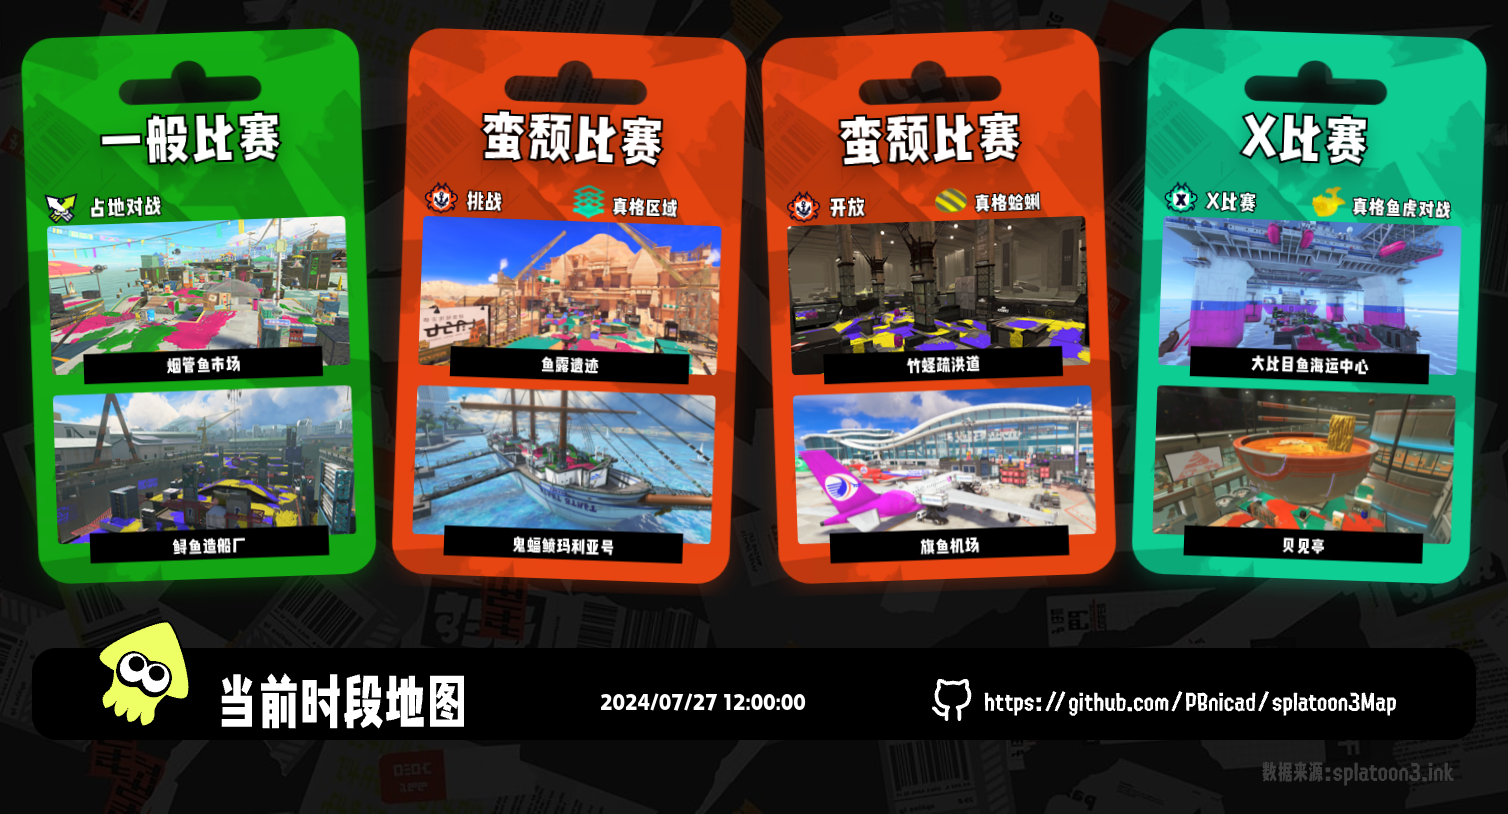 一般比赛
占地对战
烟管鱼市场
鲟鱼造船厂
蛮颓比赛
挑战
真格区域
鱼露遗迹
鬼蝠鲼玛利亚号
蛮颓比赛
开放
真格蛤蜊
竹蛏疏洪道
旗鱼机场
X比赛
X比赛
真格鱼虎对战
大比目鱼海运中心
贝见亭
当前时段地图
2024/07/27 12:00:00
https://github.com/PBnicad/splatoon3Map
数据来源:splatoon3.ink